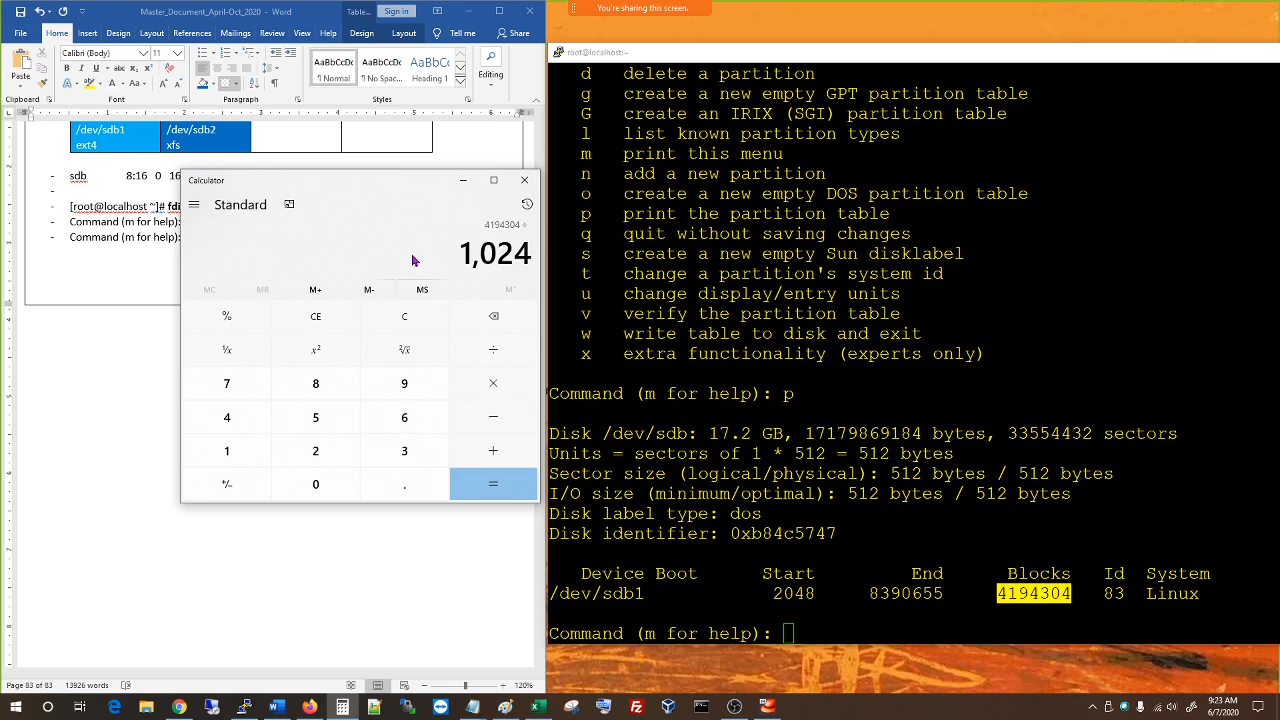 You're sharing this screen.
Master_Document_April-Oct_2020 - Word
Table...
Sign in
File
Home
Insert
Draw
Design
Layout
References
Mailings
Review
View
Help
Design
Layout
Tell me
Share
Paste
Calibri (Body)
11
AaBbCcDc
AaBbCcDc
AaBbCc
¶ Normal
¶ No Spac...
Heading 1
Editing
Clipboard
Font
Paragraph
Styles
/dev/sdb1
ext4
/dev/sdb2
xfs
- sdb 8:16 0 16
- [root@localhost ~]# fdi
- Command (m for help):
- Command (m for help):
Calculator
Standard
4194304 ÷
1,024
MC MR M+ M- MS M˅
% CE C
¹/x x² ²√x ÷
7 8 9 ×
4 5 6 −
1 2 3 +
+/- 0 . =
root@localhost:~
d delete a partition
g create a new empty GPT partition table
G create an IRIX (SGI) partition table
l list known partition types
m print this menu
n add a new partition
o create a new empty DOS partition table
p print the partition table
q quit without saving changes
s create a new empty Sun disklabel
t change a partition's system id
u change display/entry units
v verify the partition table
w write table to disk and exit
x extra functionality (experts only)
Command (m for help): p
Disk /dev/sdb: 17.2 GB, 17179869184 bytes, 33554432 sectors
Units = sectors of 1 * 512 = 512 bytes
Sector size (logical/physical): 512 bytes / 512 bytes
I/O size (minimum/optimal): 512 bytes / 512 bytes
Disk label type: dos
Disk identifier: 0xb84c5747
Device Boot Start End Blocks Id System
/dev/sdb1 2048 8390655 4194304 83 Linux
Command (m for help):
Page 83 of 83
13926 words
120%
9:23 AM
6/7/2020